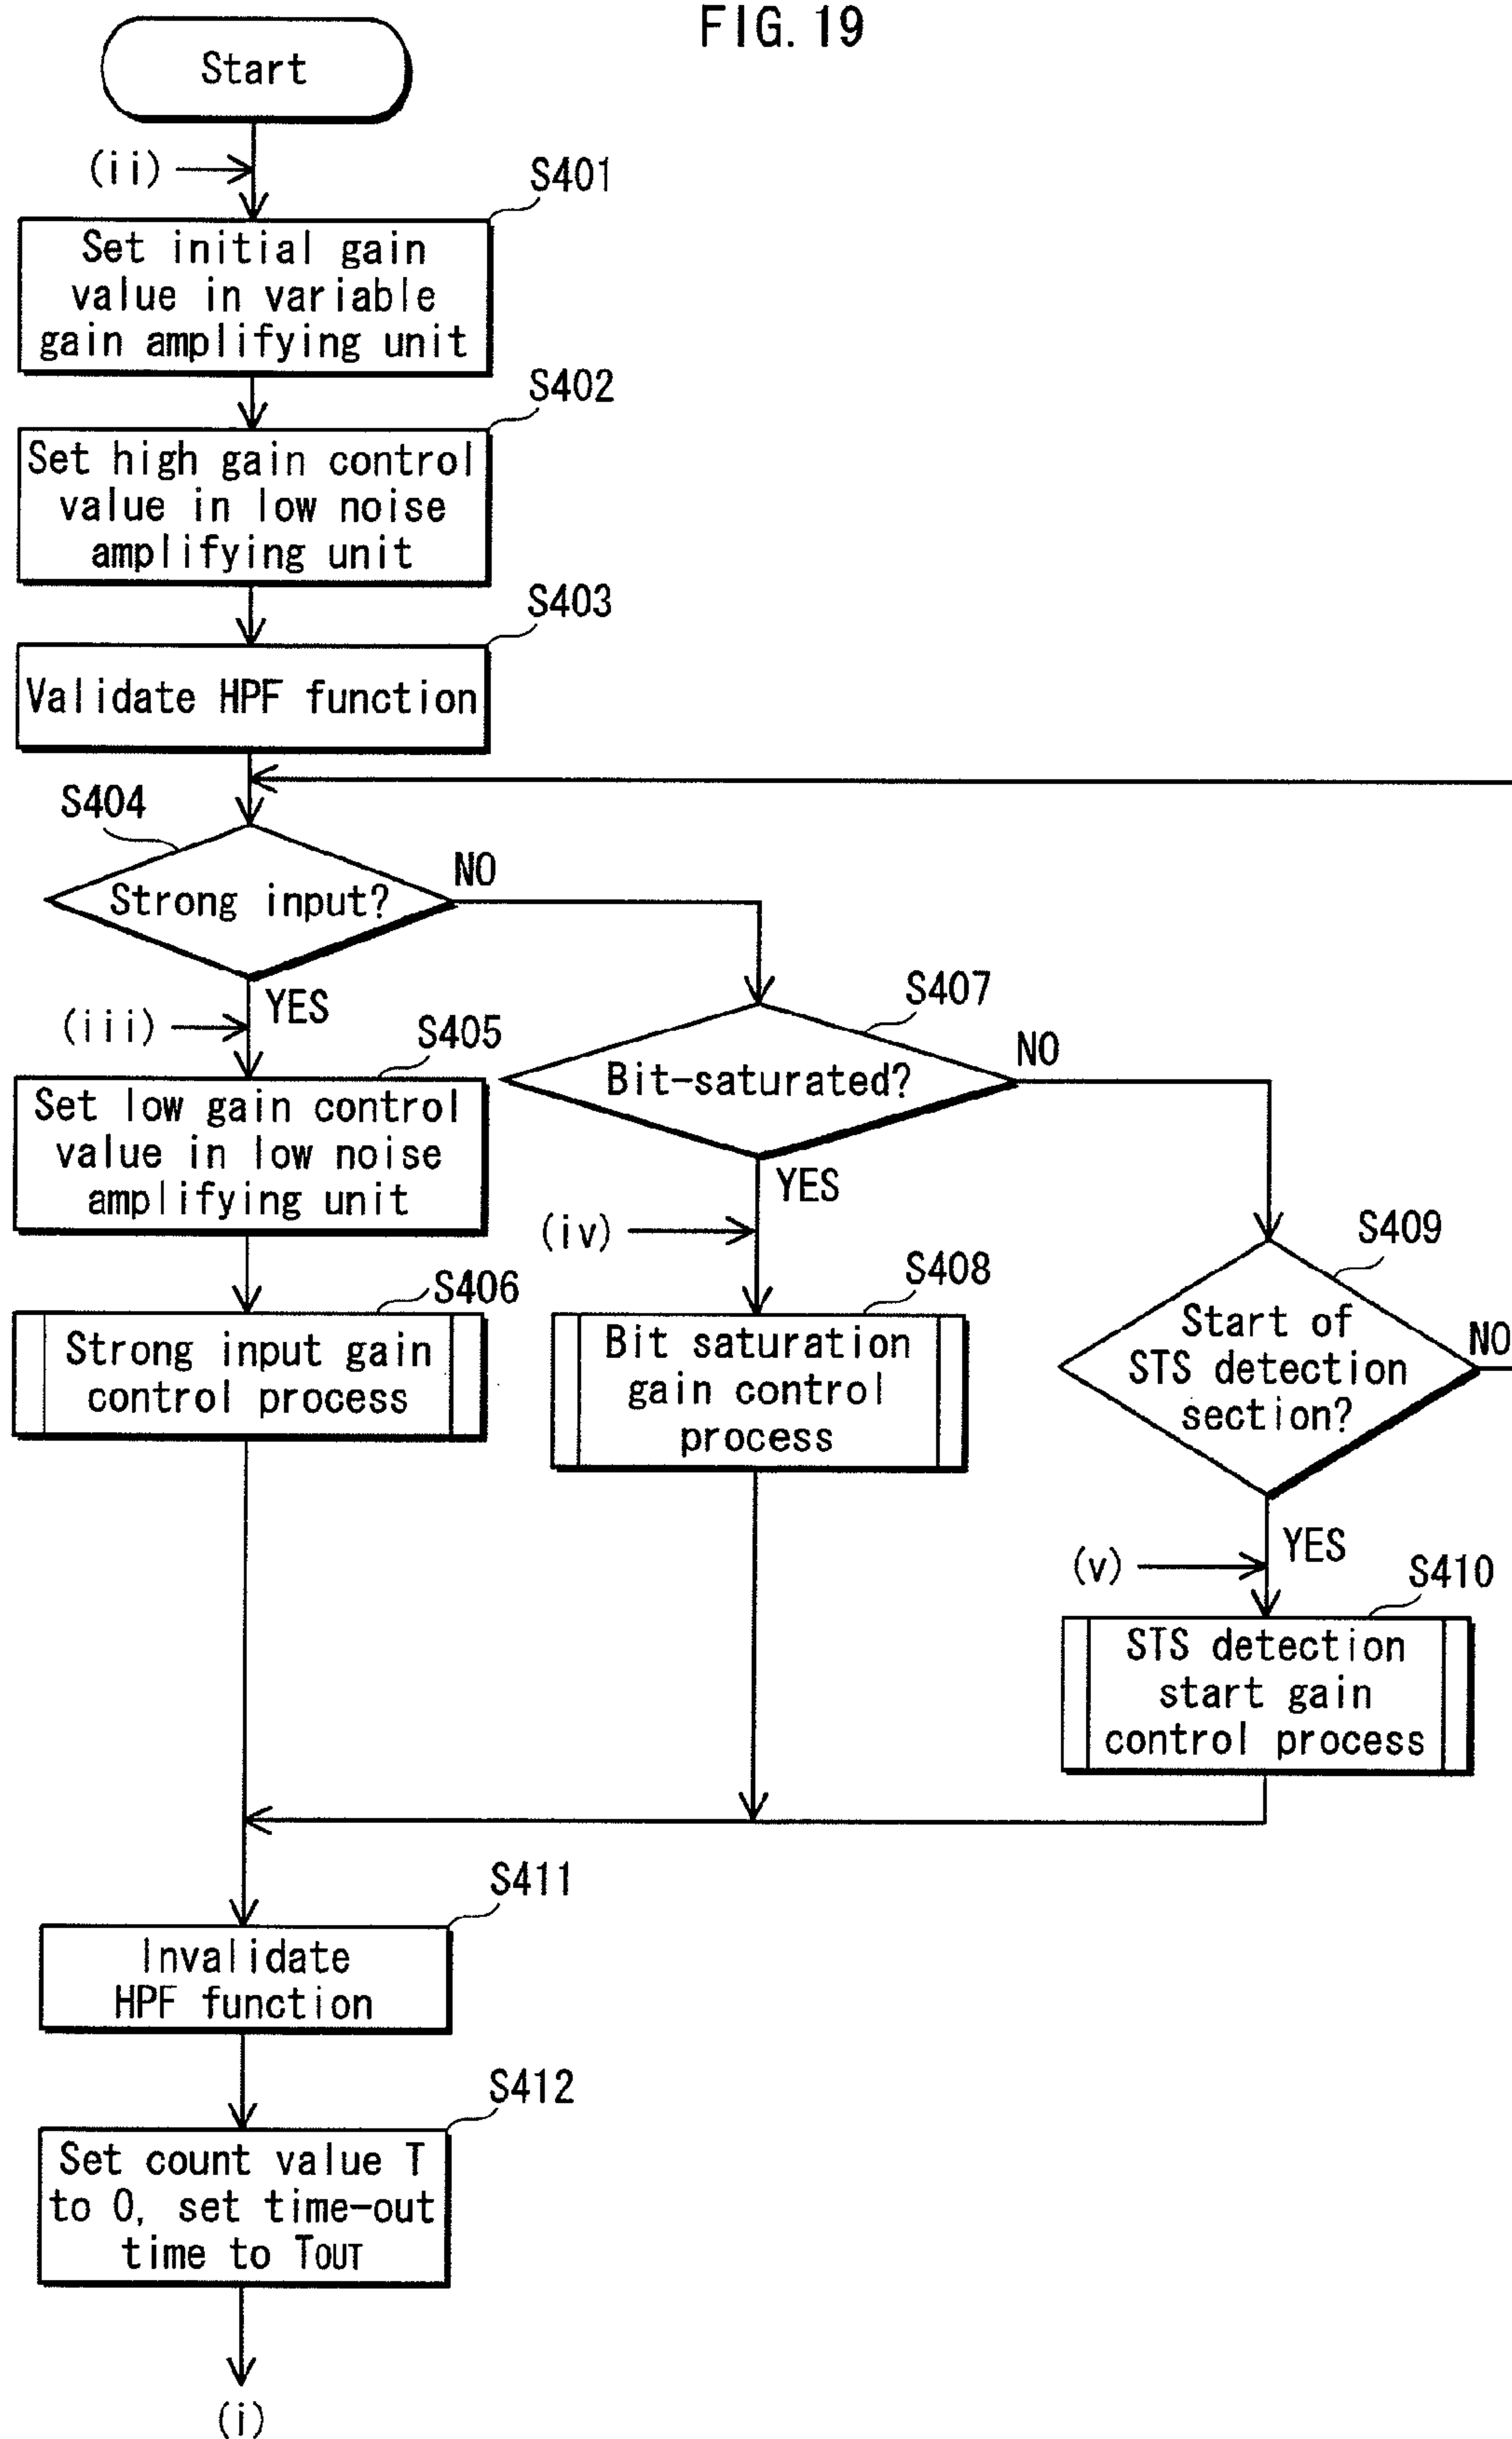 FIG. 19
Start
(ii)
S401
Set initial gain
value in variable
gain amplifying unit
S402
Set high gain control
value in low noise
amplifying unit
S403
Validate HPF function
S404
Strong input?
NO
YES
(iii)
S405
Set low gain control
value in low noise
amplifying unit
S406
Strong input gain
control process
S407
Bit-saturated?
NO
YES
(iv)
S408
Bit saturation
gain control
process
S409
Start of
STS detection
section?
NO
YES
(v)
S410
STS detection
start gain
control process
S411
Invalidate
HPF function
S412
Set count value T
to 0, set time-out
time to TOUT
(i)